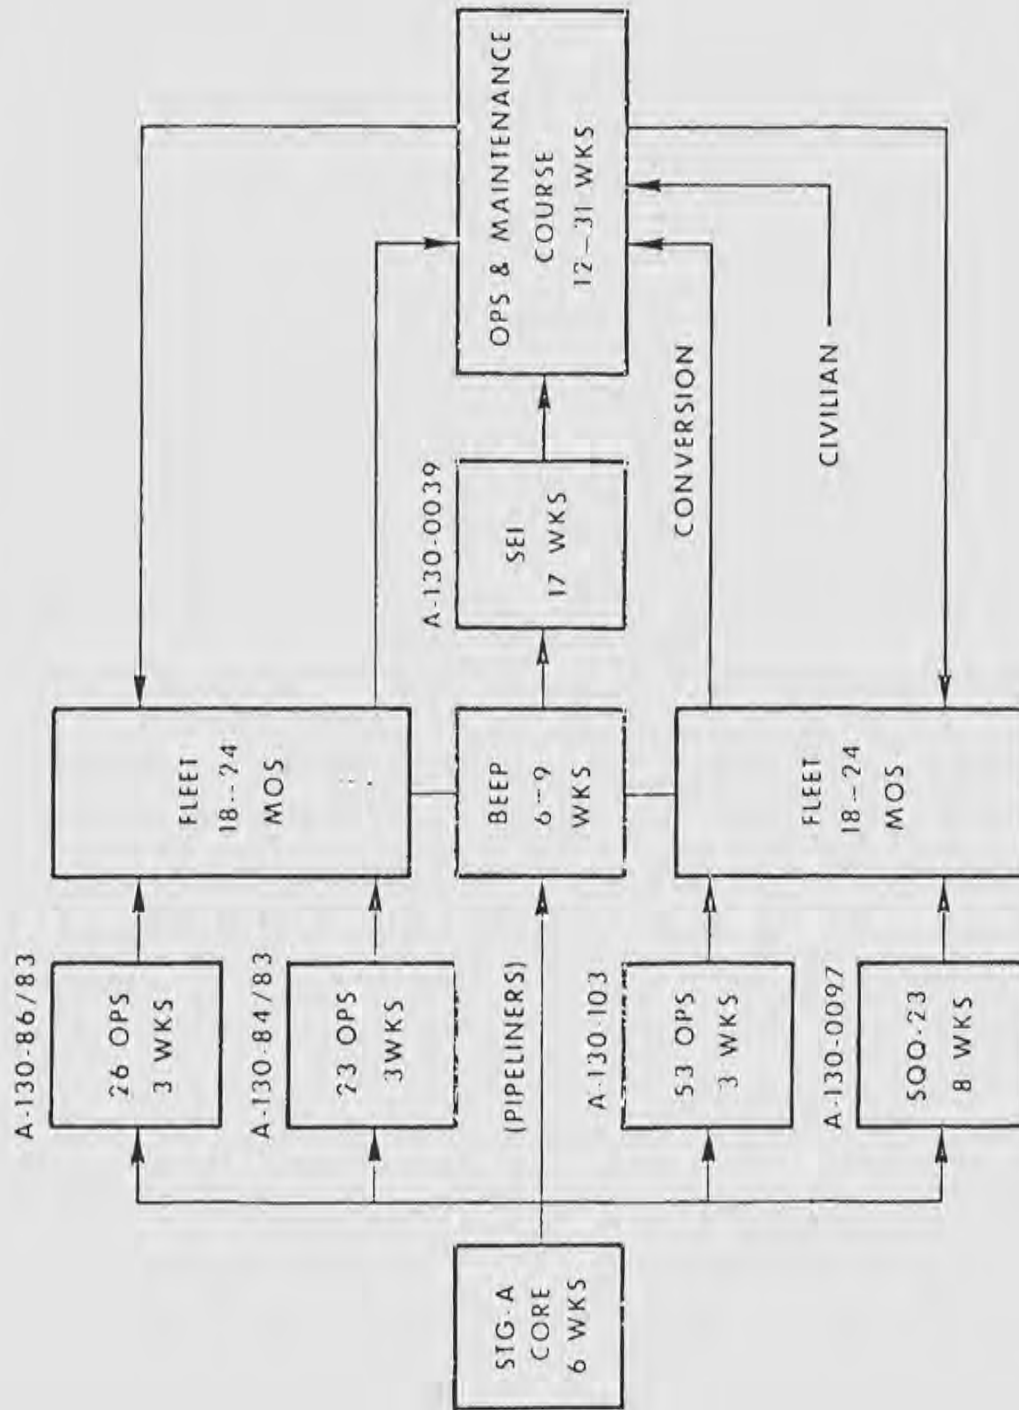 STG-A
CORE
6 WKS
A-130-86/83
26 OPS
3 WKS
A-130-84/83
23 OPS
3WKS
(PIPELINERS)
A-130-103
53 OPS
3 WKS
A-130-0097
SQQ-23
8 WKS
FLEET
18--24
MOS
BEEP
6-9
WKS
FLEET
18-24
MOS
A-130-0039
SEI
17 WKS
CONVERSION
CIVILIAN
OPS & MAINTENANCE
COURSE
12-31 WKS